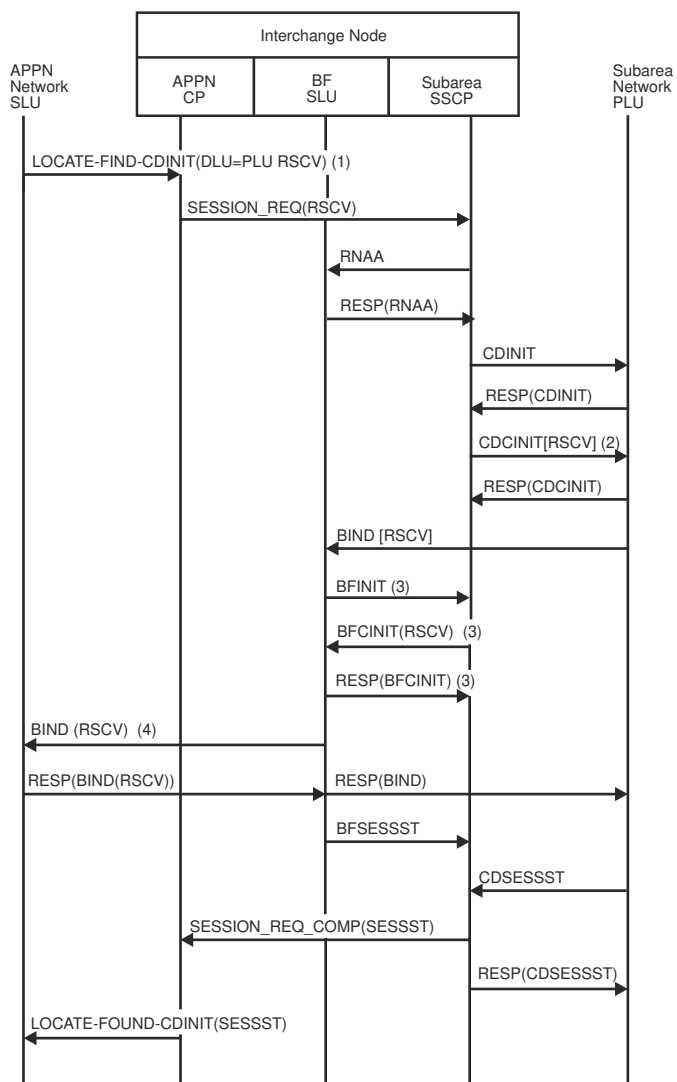 Interchange Node
APPN
Network
SLU
APPN
CP
BF
SLU
Subarea
SSCP
Subarea
Network
PLU
LOCATE-FIND-CDINIT(DLU=PLU RSCV) (1)
SESSION_REQ(RSCV)
RNAA
RESP(RNAA)
CDINIT
RESP(CDINIT)
CDCINIT[RSCV] (2)
RESP(CDCINIT)
BIND [RSCV]
BFINIT (3)
BFCINIT(RSCV) (3)
RESP(BFCINIT) (3)
BIND (RSCV) (4)
RESP(BIND(RSCV))
RESP(BIND)
BFSESSST
CDSESSST
SESSION_REQ_COMP(SESSST)
RESP(CDSESSST)
LOCATE-FOUND-CDINIT(SESSST)